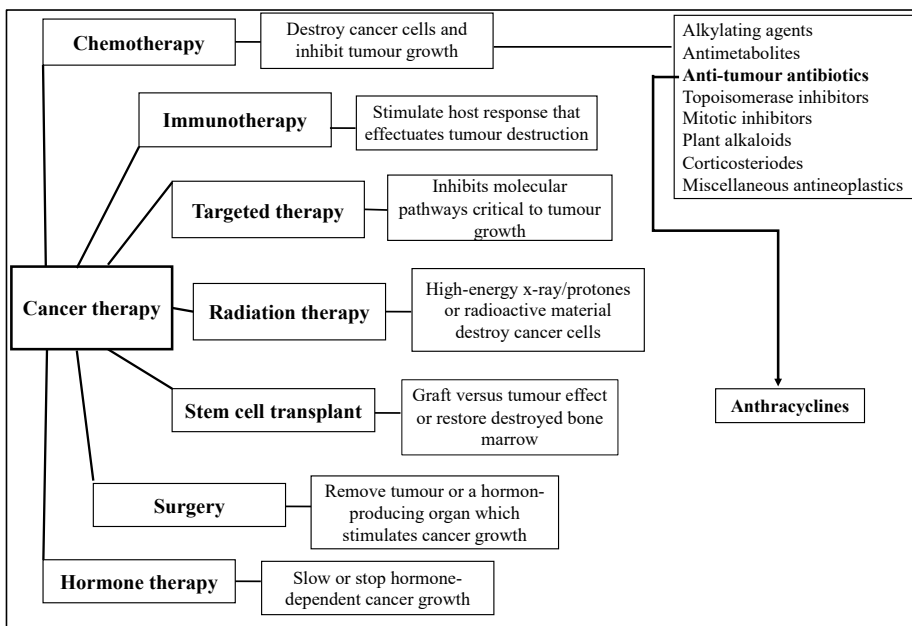 Chemotherapy
Destroy cancer cells and
inhibit tumour growth
Alkylating agents
Antimetabolites
Anti-tumour antibiotics
Topoisomerase inhibitors
Mitotic inhibitors
Plant alkaloids
Corticosteriodes
Miscellaneous antineoplastics
Immunotherapy
Stimulate host response that
effectuates tumour destruction
Targeted therapy
Inhibits molecular
pathways critical to tumour
growth
Cancer therapy
Radiation therapy
High-energy x-ray/protones
or radioactive material
destroy cancer cells
Stem cell transplant
Graft versus tumour effect
or restore destroyed bone
marrow
Anthracyclines
Surgery
Remove tumour or a hormon-
producing organ which
stimulates cancer growth
Hormone therapy
Slow or stop hormone-
dependent cancer growth